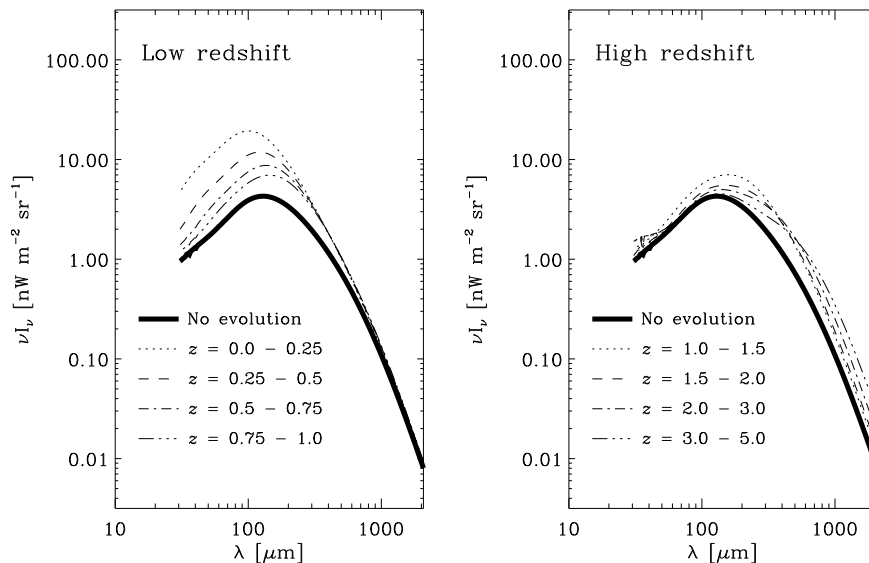 Low redshift
100.00
10.00
1.00
0.10
0.01
νIν [nW m−2 sr−1]
No evolution
z = 0.0 − 0.25
z = 0.25 − 0.5
z = 0.5 − 0.75
z = 0.75 − 1.0
10
100
1000
λ [μm]
High redshift
100.00
10.00
1.00
0.10
0.01
νIν [nW m−2 sr−1]
No evolution
z = 1.0 − 1.5
z = 1.5 − 2.0
z = 2.0 − 3.0
z = 3.0 − 5.0
10
100
1000
λ [μm]